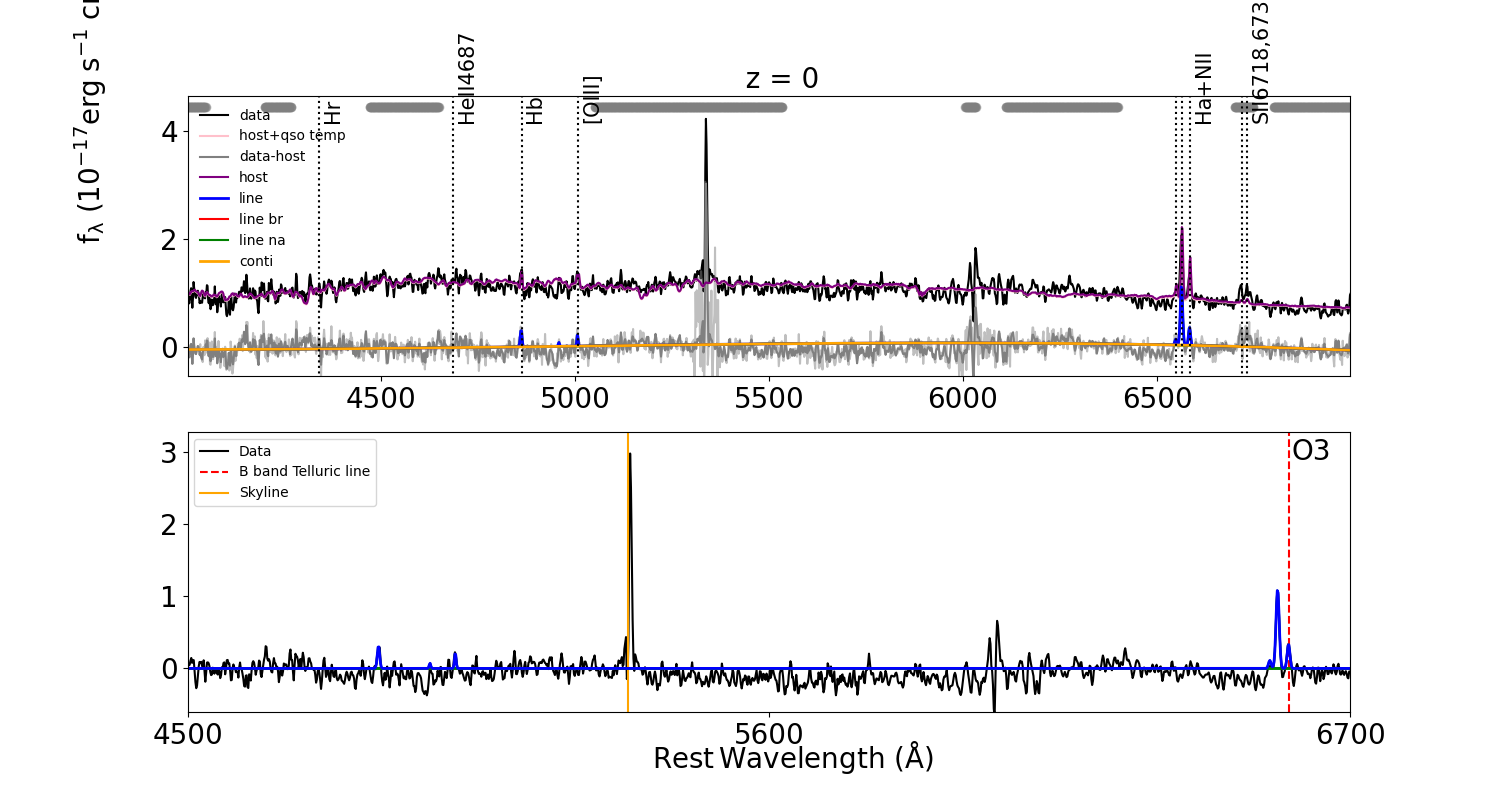 z = 0
f_λ (10^{-17} erg s^{-1}
Hr
HeII4687
Hb
[OIII]
Ha+NII
SII6718,673
data
host+qso temp
data-host
host
line
line br
line na
conti
4
2
0
4500 5000 5500 6000 6500
Data
B band Telluric line
Skyline
O3
3
2
1
0
4500 5600 6700
Rest Wavelength (Å)